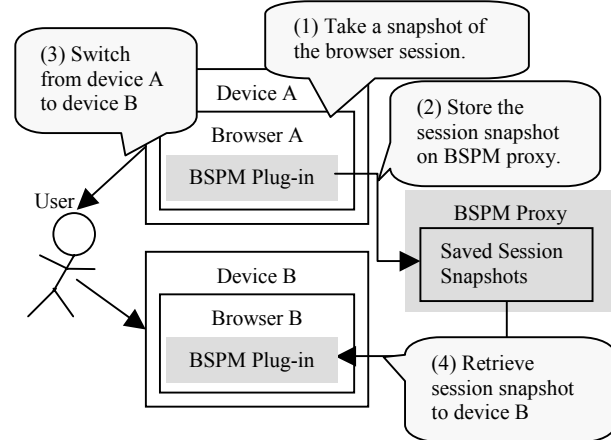 (1) Take a snapshot of
the browser session.
(3) Switch
from device A
to device B
Device A
(2) Store the
session snapshot
on BSPM proxy.
Browser A
BSPM Plug-in
User
BSPM Proxy
Saved Session
Snapshots
Device B
Browser B
BSPM Plug-in
(4) Retrieve
session snapshot
to device B